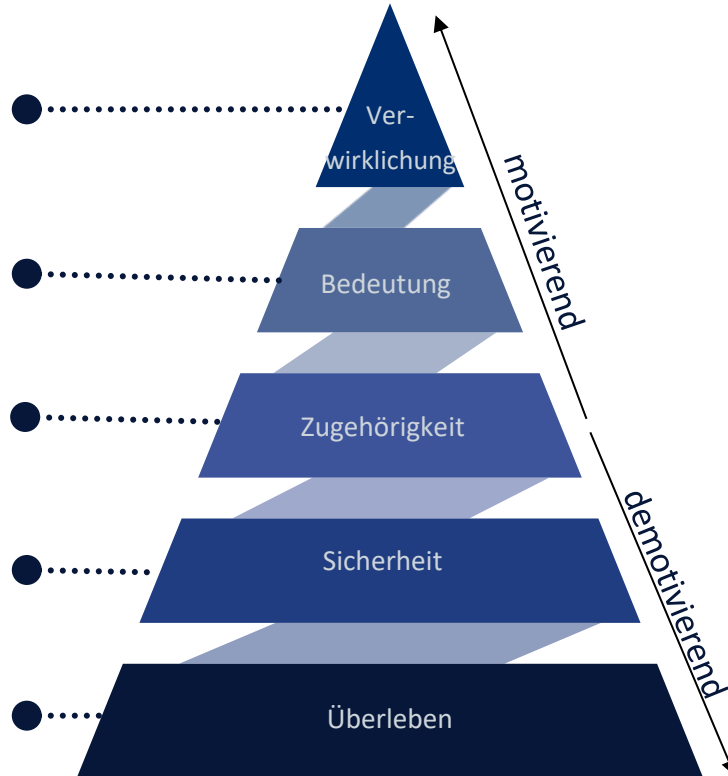 Ver-
wirklichung
motivierend
Bedeutung
Zugehörigkeit
demotivierend
Sicherheit
Überleben